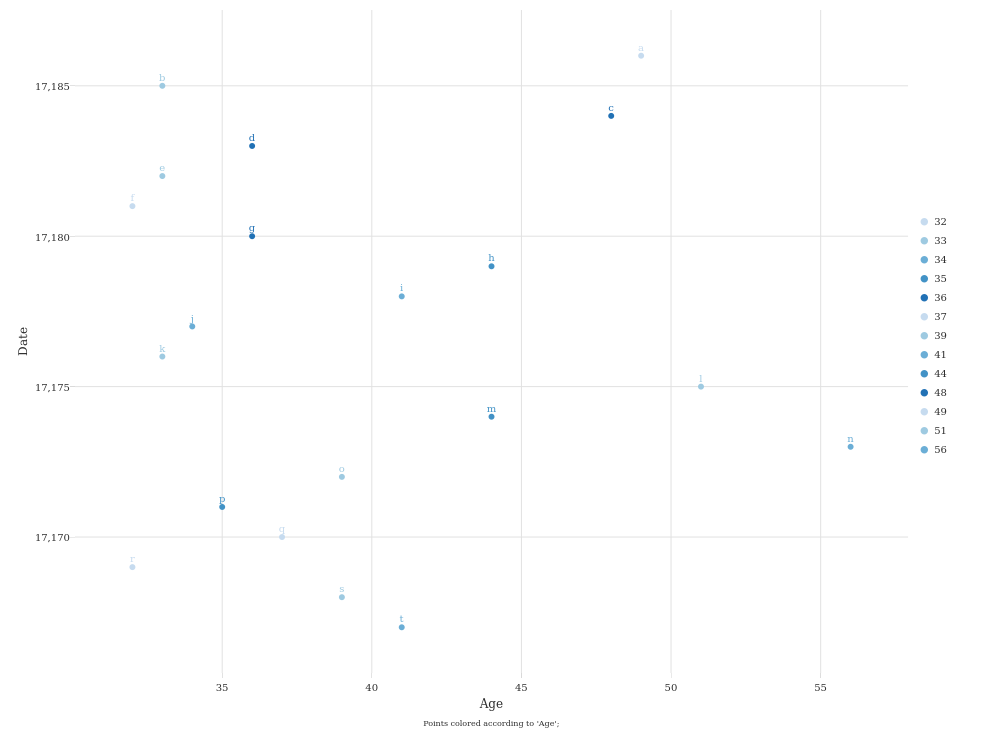 a
b
17,185
c
d
e
f
g
17,180
h
i
j
k
17,175
l
m
n
o
p
q
17,170
r
s
t
Date
32
33
34
35
36
37
39
41
44
48
49
51
56
35 40 45 50 55
Age
Points colored according to 'Age';